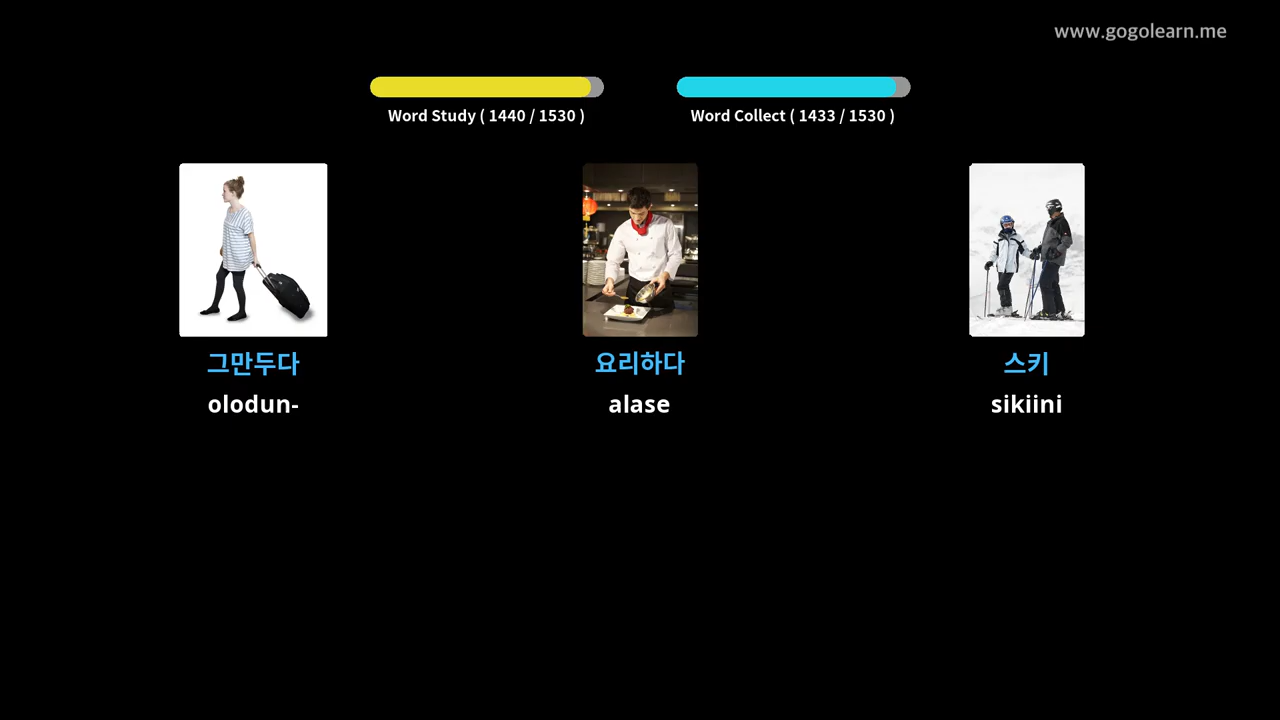 www.gogolearn.me
Word Study ( 1440 / 1530 )
Word Collect ( 1433 / 1530 )
그만두다
요리하다
스키
olodun-
alase
sikiini